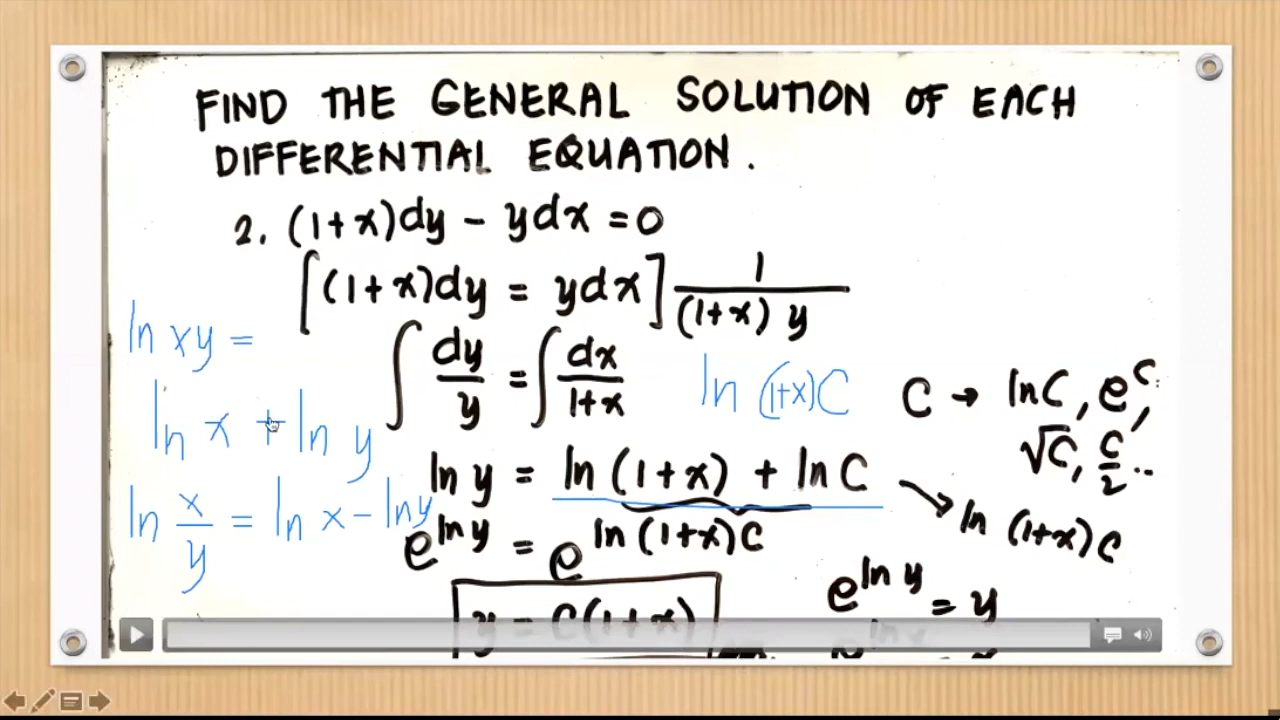 FIND THE GENERAL SOLUTION OF EACH
DIFFERENTIAL EQUATION.
2. (1+x)dy - ydx = 0
[(1+x)dy = ydx] 1/((1+x) y)
∫ dy/y = ∫ dx/(1+x)
ln y = ln (1+x) + ln C
e^(ln y) = e^(ln (1+x)C)
y = C(1+x)
ln xy =
ln x + ln y
ln x/y = ln x - ln y
ln (1+x)C
C → ln C, e^C,
√C, C/2 ..
ln (1+x) C
e^(ln y) = y